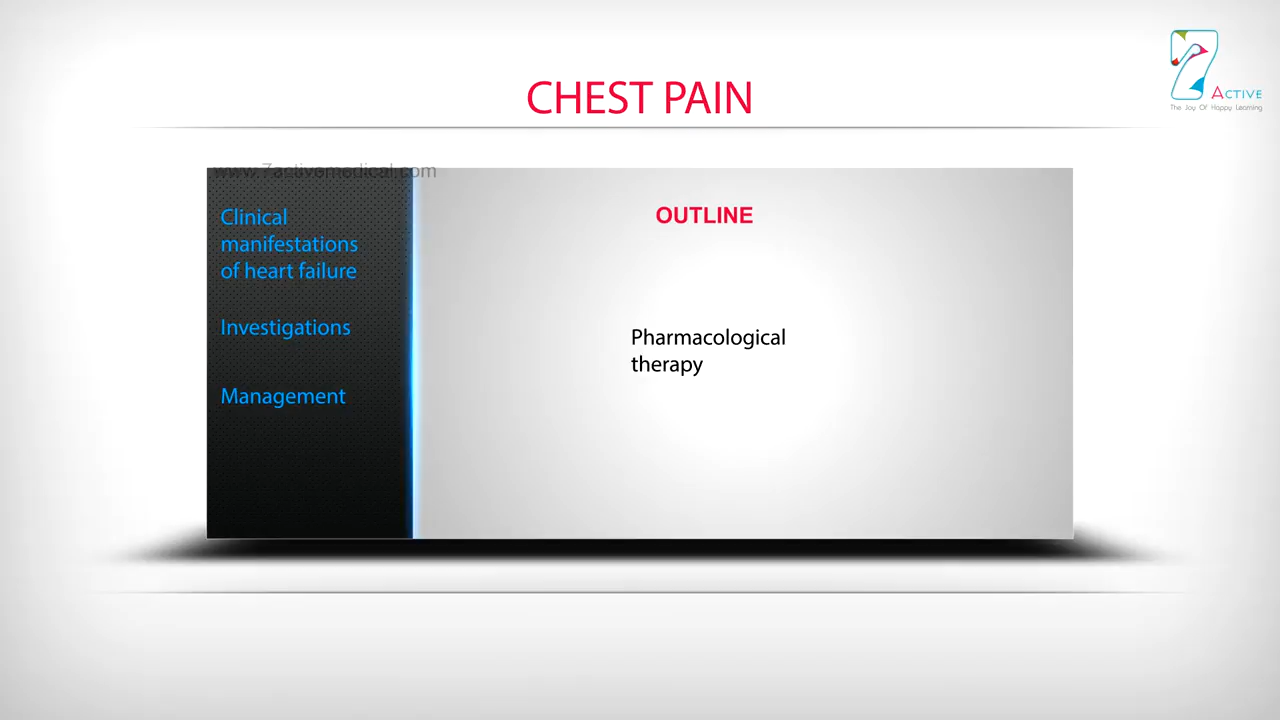 CHEST PAIN
7 ACTIVE
The Joy Of Happy Learning
www.7activemedical.com
Clinical
manifestations
of heart failure
Investigations
Management
OUTLINE
Pharmacological
therapy